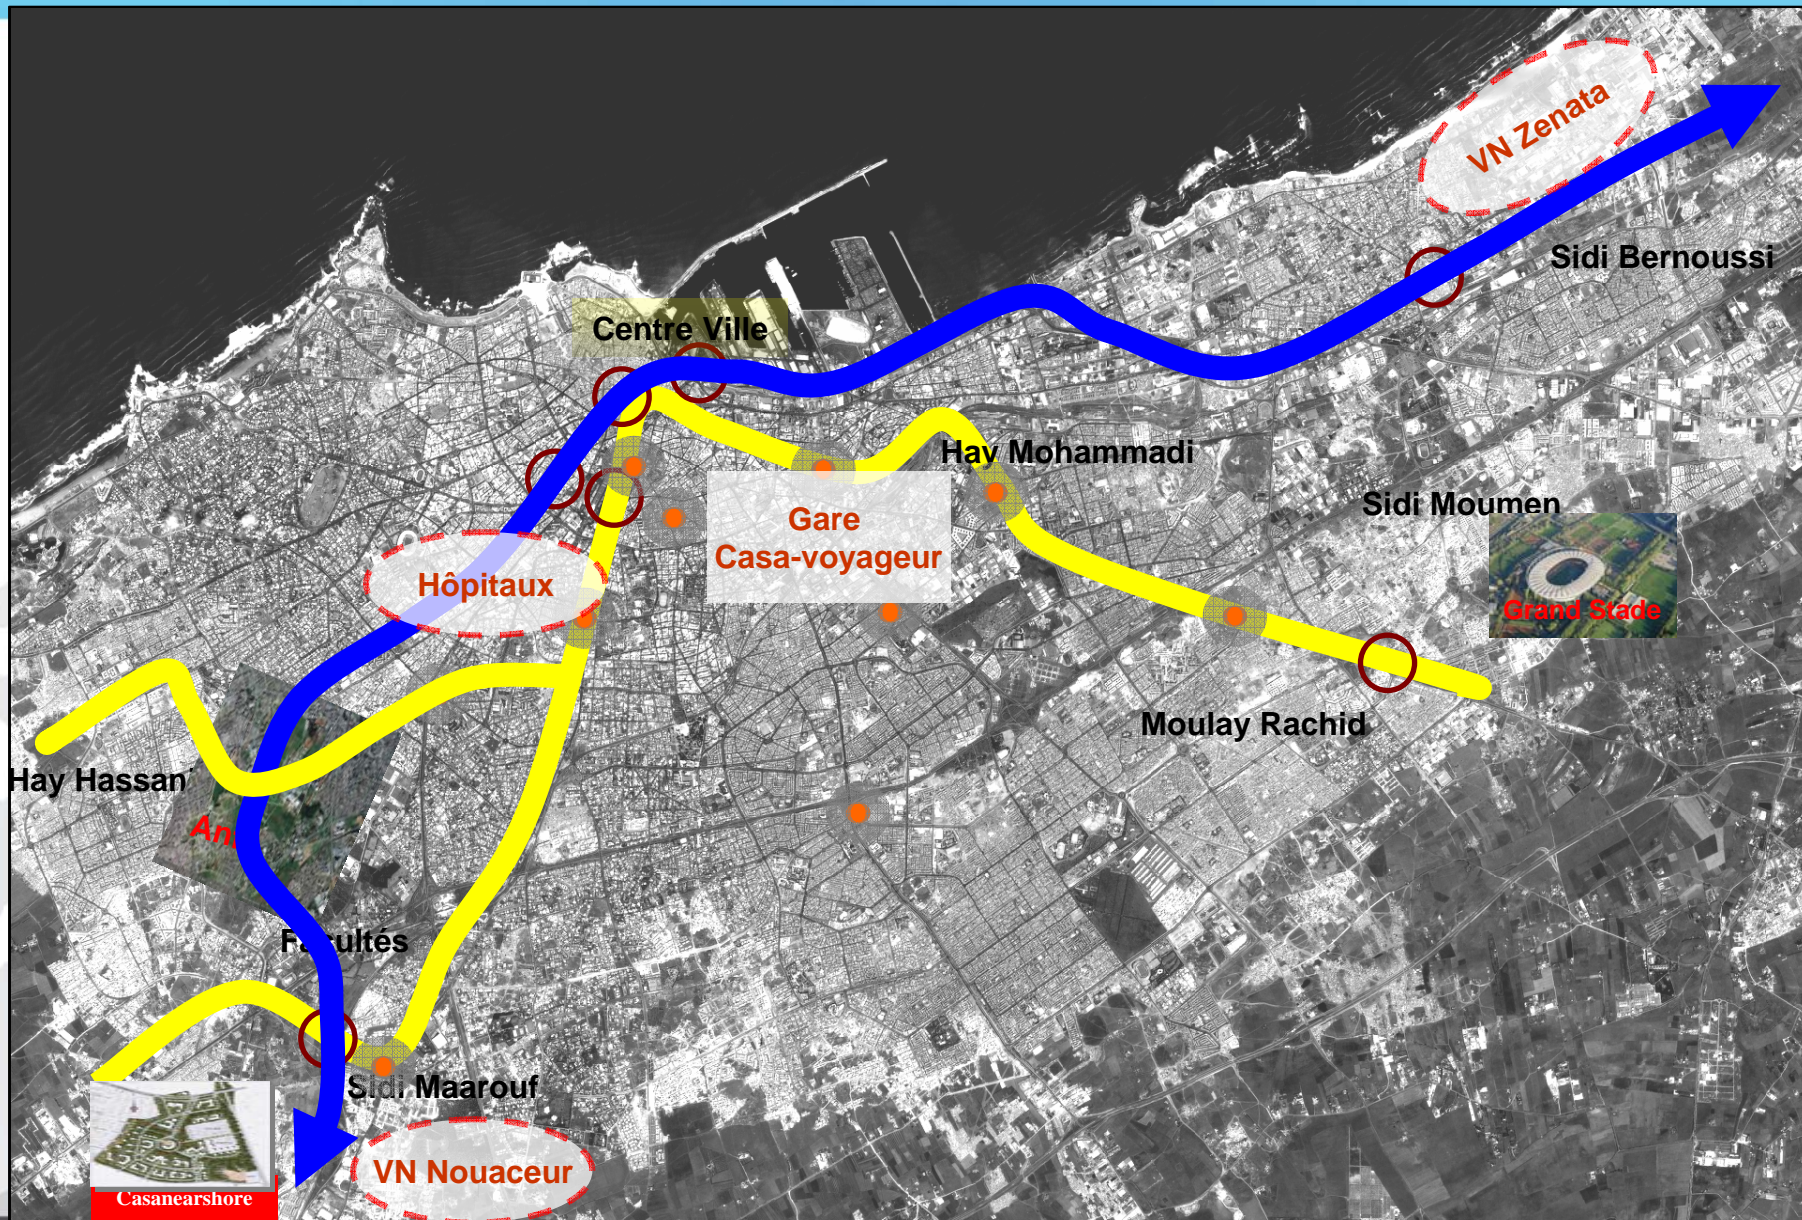 VN Zenata
Sidi Bernoussi
Centre Ville
Hay Mohammadi
Sidi Moumen
Gare
Casa-voyageur
Hôpitaux
Grand Stade
Moulay Rachid
Hay Hassan
Facultés
Sidi Maarouf
VN Nouaceur
Casanearshore